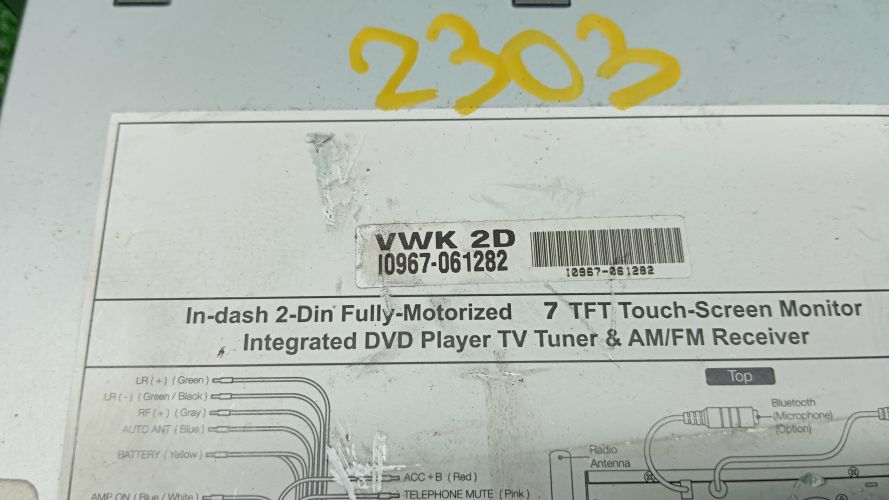 2303
VWK 2D
I0967-061282
I0967-061282
In-dash 2-Din Fully-Motorized 7 TFT Touch-Screen Monitor
Integrated DVD Player TV Tuner & AM/FM Receiver
Top
LR (+) (Green)
LR (-) (Green / Black)
RF (+) (Gray)
AUTO ANT (Blue)
BATTERY (Yellow)
AMP ON (Blue / White)
ACC +B (Red)
TELEPHONE MUTE (Pink)
Bluetooth
(Microphone)
(Option)
Radio
Antenna